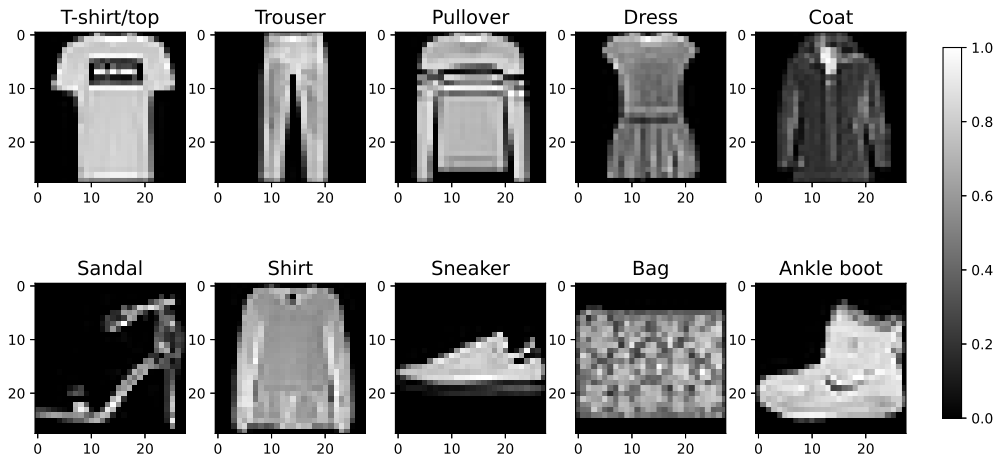 T-shirt/top Trouser Pullover Dress Coat
0 0 0 0 0 1.0
10 10 10 10 10 0.8
20 20 20 20 20
0 10 20 0 10 20 0 10 20 0 10 20 0 10 20 0.6
Sandal Shirt Sneaker Bag Ankle boot
0 0 0 0 0 0.4
10 10 10 10 10 0.2
20 20 20 20 20 0.0
0 10 20 0 10 20 0 10 20 0 10 20 0 10 20